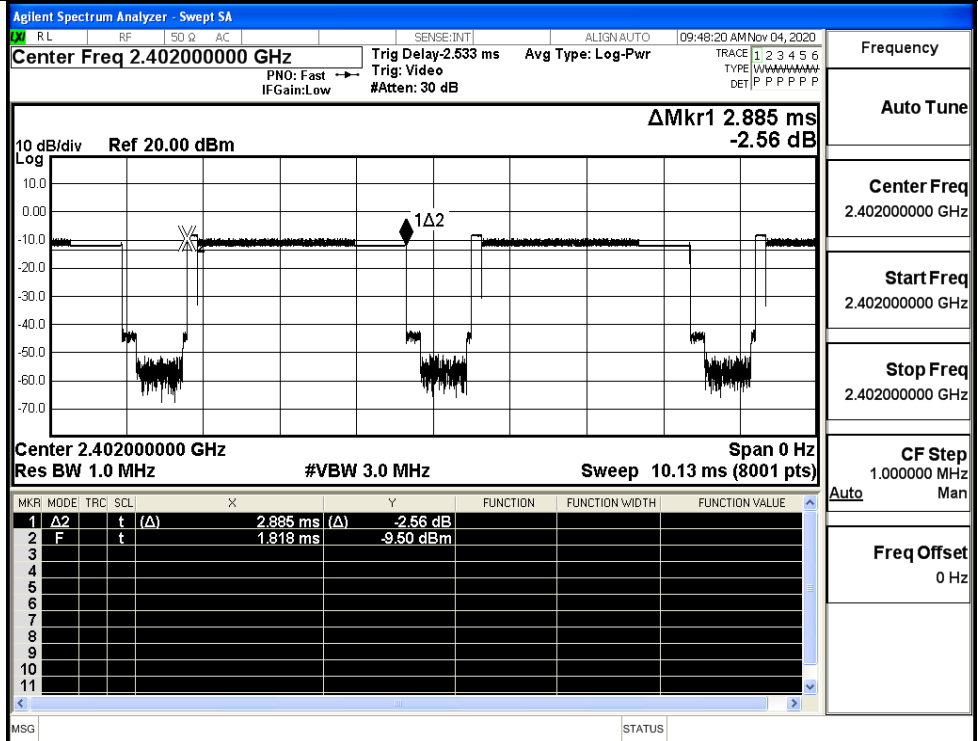 Agilent Spectrum Analyzer - Swept SA
LXI RL RF 50 Ω AC SENSE:INT ALIGN AUTO 09:48:20 AM Nov 04, 2020
Center Freq 2.402000000 GHz
PNO: Fast
IFGain:Low
Trig Delay-2.533 ms
Trig: Video
#Atten: 30 dB
Avg Type: Log-Pwr
TRACE 1 2 3 4 5 6
TYPE WWWWWW
DET P P P P P P
ΔMkr1 2.885 ms
-2.56 dB
10 dB/div Ref 20.00 dBm
Log
10.0
0.00
-10.0
-20.0
-30.0
-40.0
-50.0
-60.0
-70.0
1Δ2
2
Center 2.402000000 GHz Span 0 Hz
Res BW 1.0 MHz #VBW 3.0 MHz Sweep 10.13 ms (8001 pts)
MKR MODE TRC SCL X Y FUNCTION FUNCTION WIDTH FUNCTION VALUE
1 Δ2 t (Δ) 2.885 ms (Δ) -2.56 dB
2 F t 1.818 ms -9.50 dBm
3
4
5
6
7
8
9
10
11
MSG STATUS
Frequency
Auto Tune
Center Freq
2.402000000 GHz
Start Freq
2.402000000 GHz
Stop Freq
2.402000000 GHz
CF Step
1.000000 MHz
Auto Man
Freq Offset
0 Hz